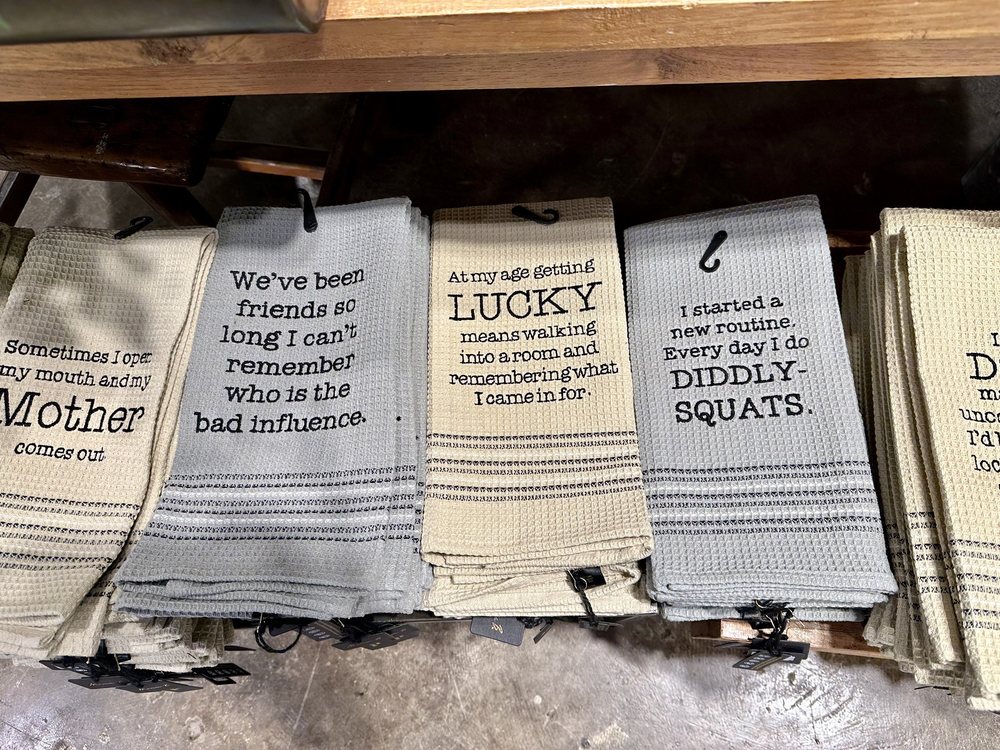 Sometimes I open
my mouth and my
Mother
comes out
We've been
friends so
long I can't
remember
who is the
bad influence.
At my age getting
LUCKY
means walking
into a room and
remembering what
I came in for.
I started a
new routine.
Every day I do
DIDDLY-
SQUATS.
I'd